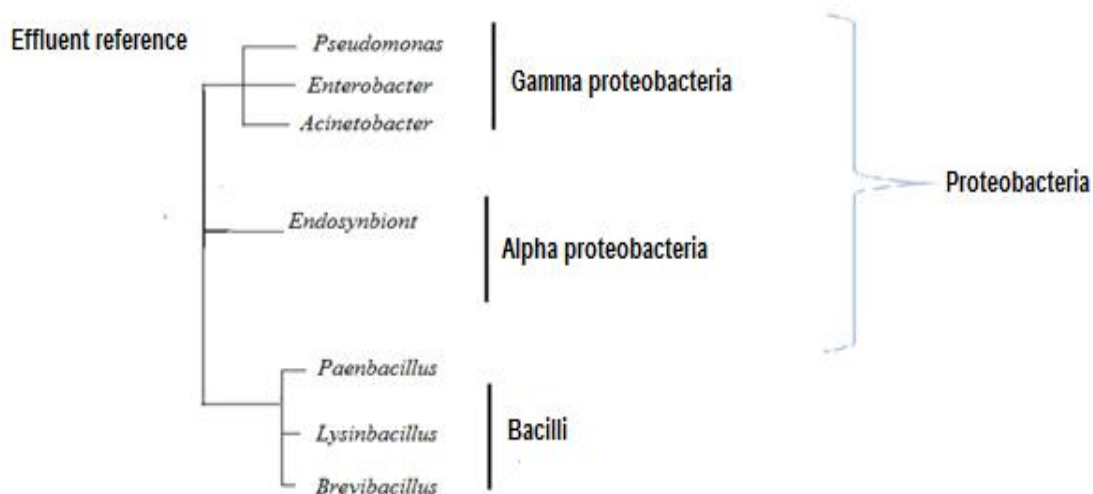 Effluent reference
Pseudomonas
Enterobacter
Acinetobacter
Gamma proteobacteria
Proteobacteria
Endosynbiont
Alpha proteobacteria
Paenbacillus
Lysinbacillus
Brevibacillus
Bacilli